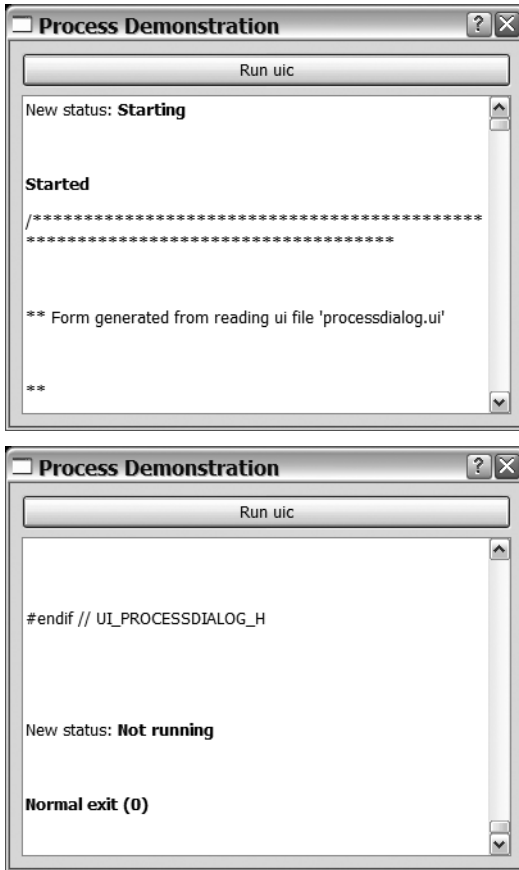 Process Demonstration
Run uic
New status: Starting
Started
/********************************************
************************************
** Form generated from reading ui file 'processdialog.ui'
**
Process Demonstration
Run uic
#endif // UI_PROCESSDIALOG_H
New status: Not running
Normal exit (0)